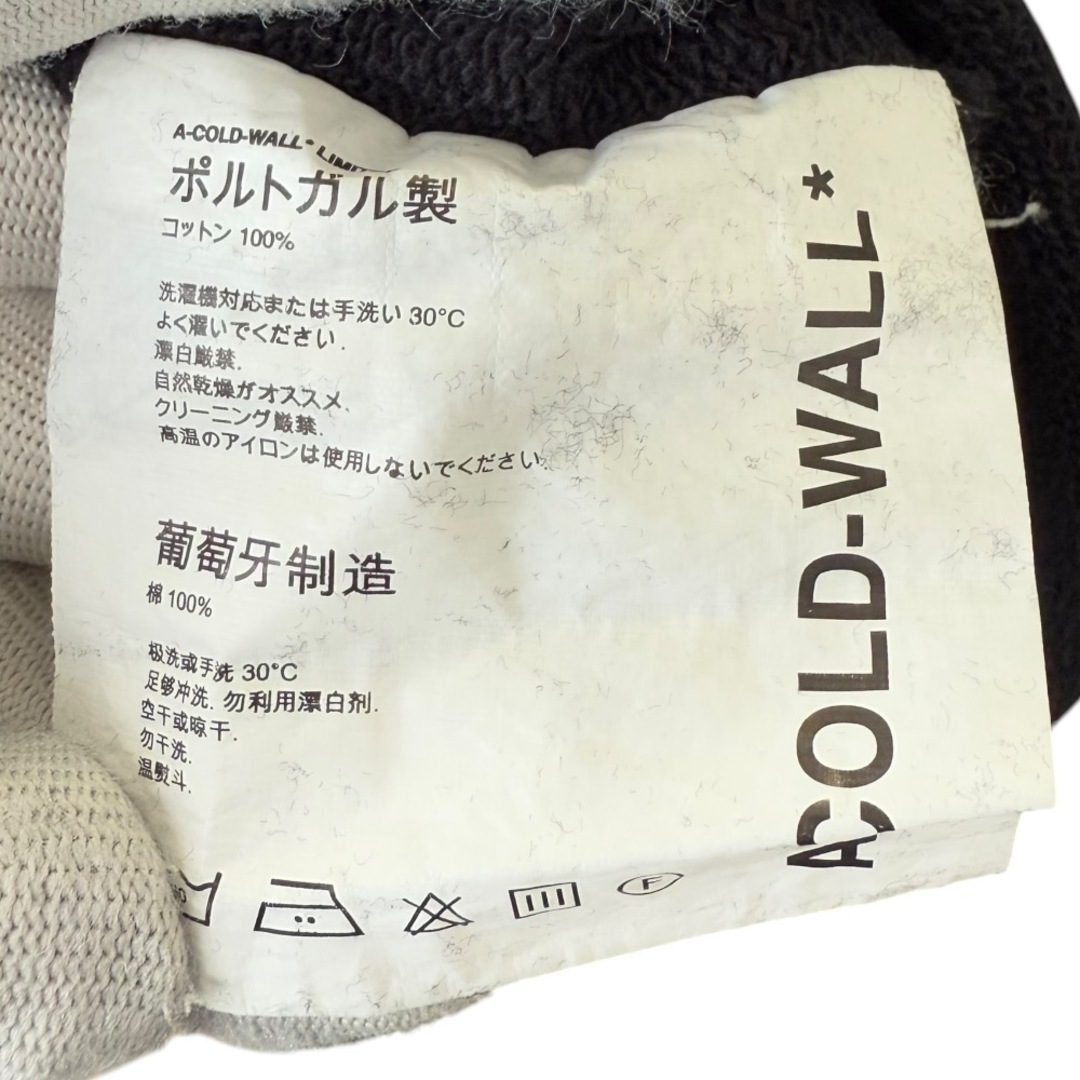 A-COLD-WALL*
ポルトガル製
コットン 100%
洗濯機対応または手洗い 30°C
よく濯いでください.
漂白厳禁.
自然乾燥がオススメ.
クリーニング厳禁.
高温のアイロンは使用しないでください.
葡萄牙制造
棉 100%
极洗或手洗 30°C
足够冲洗. 勿利用漂白剂.
空干或晾干.
勿干洗.
温熨斗.
F
A-COLD-WALL*